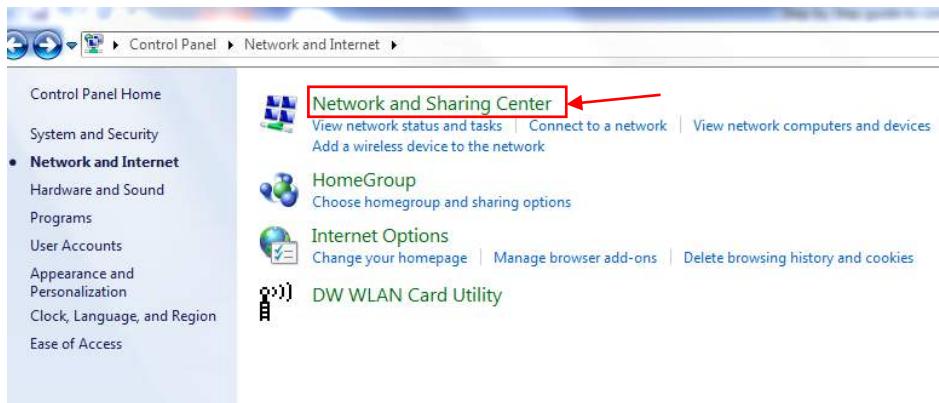 Control Panel Network and Internet
Control Panel Home
System and Security
Network and Internet
Hardware and Sound
Programs
User Accounts
Appearance and
Personalization
Clock, Language, and Region
Ease of Access
Network and Sharing Center
View network status and tasks Connect to a network View network computers and devices
Add a wireless device to the network
HomeGroup
Choose homegroup and sharing options
Internet Options
Change your homepage Manage browser add-ons Delete browsing history and cookies
DW WLAN Card Utility